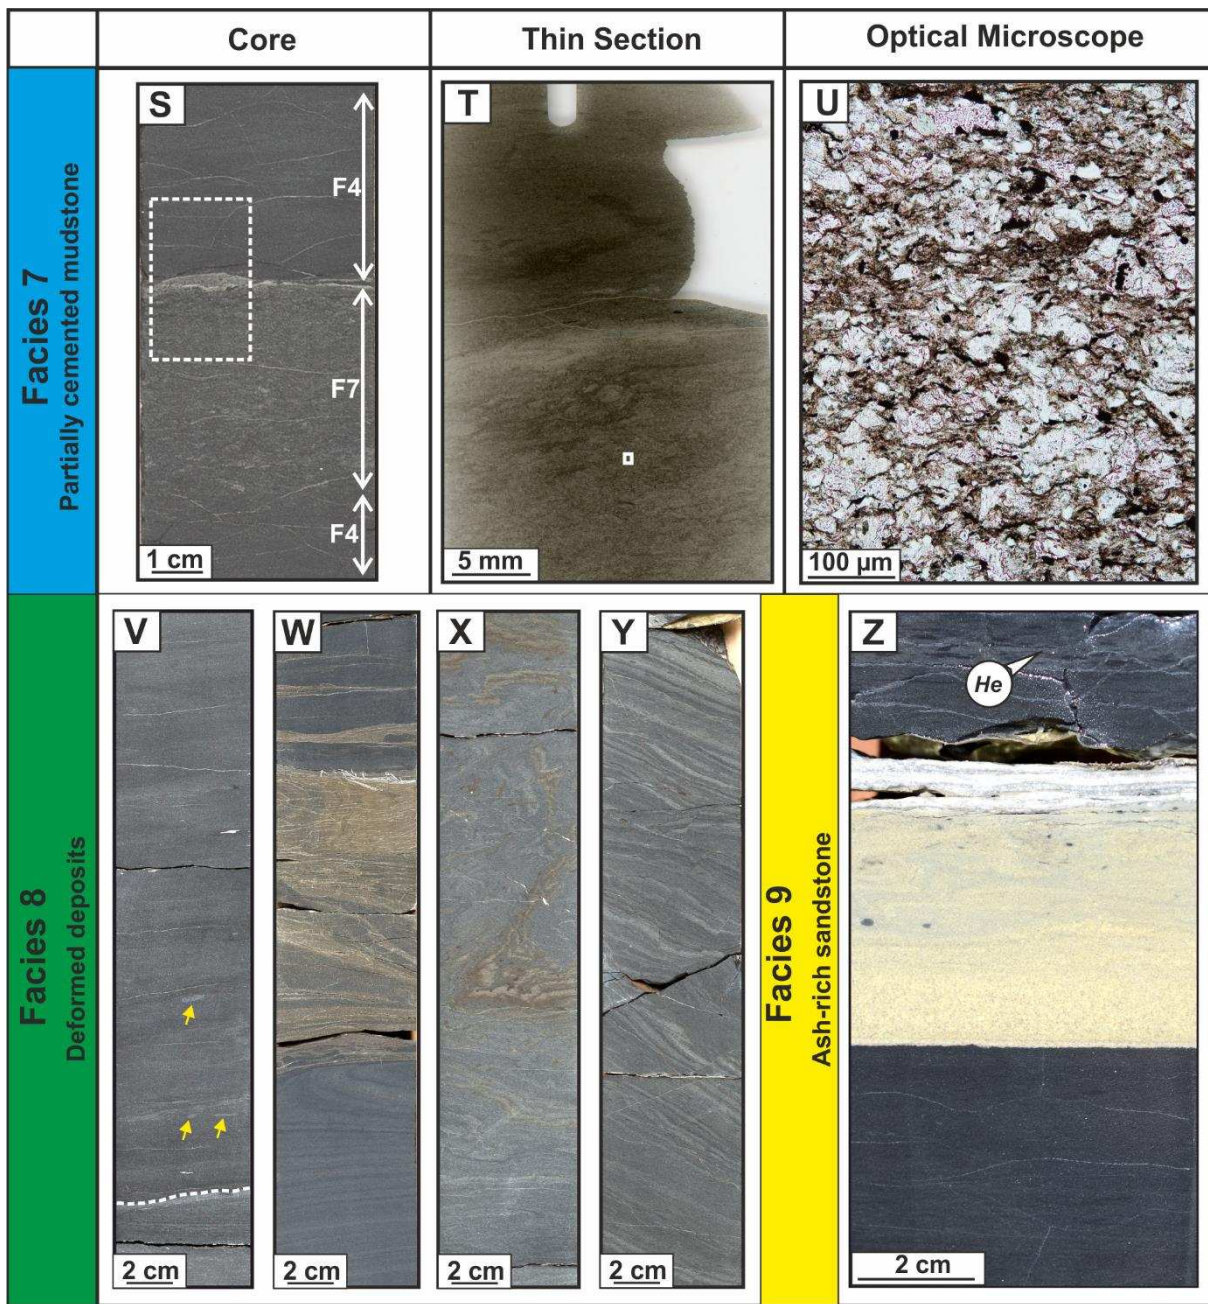 Core
Thin Section
Optical Microscope
Facies 7
Partially cemented mudstone
S
F4
F7
F4
1 cm
T
5 mm
U
100 µm
Facies 8
Deformed deposits
V
2 cm
W
2 cm
X
2 cm
Y
2 cm
Facies 9
Ash-rich sandstone
Z
He
2 cm